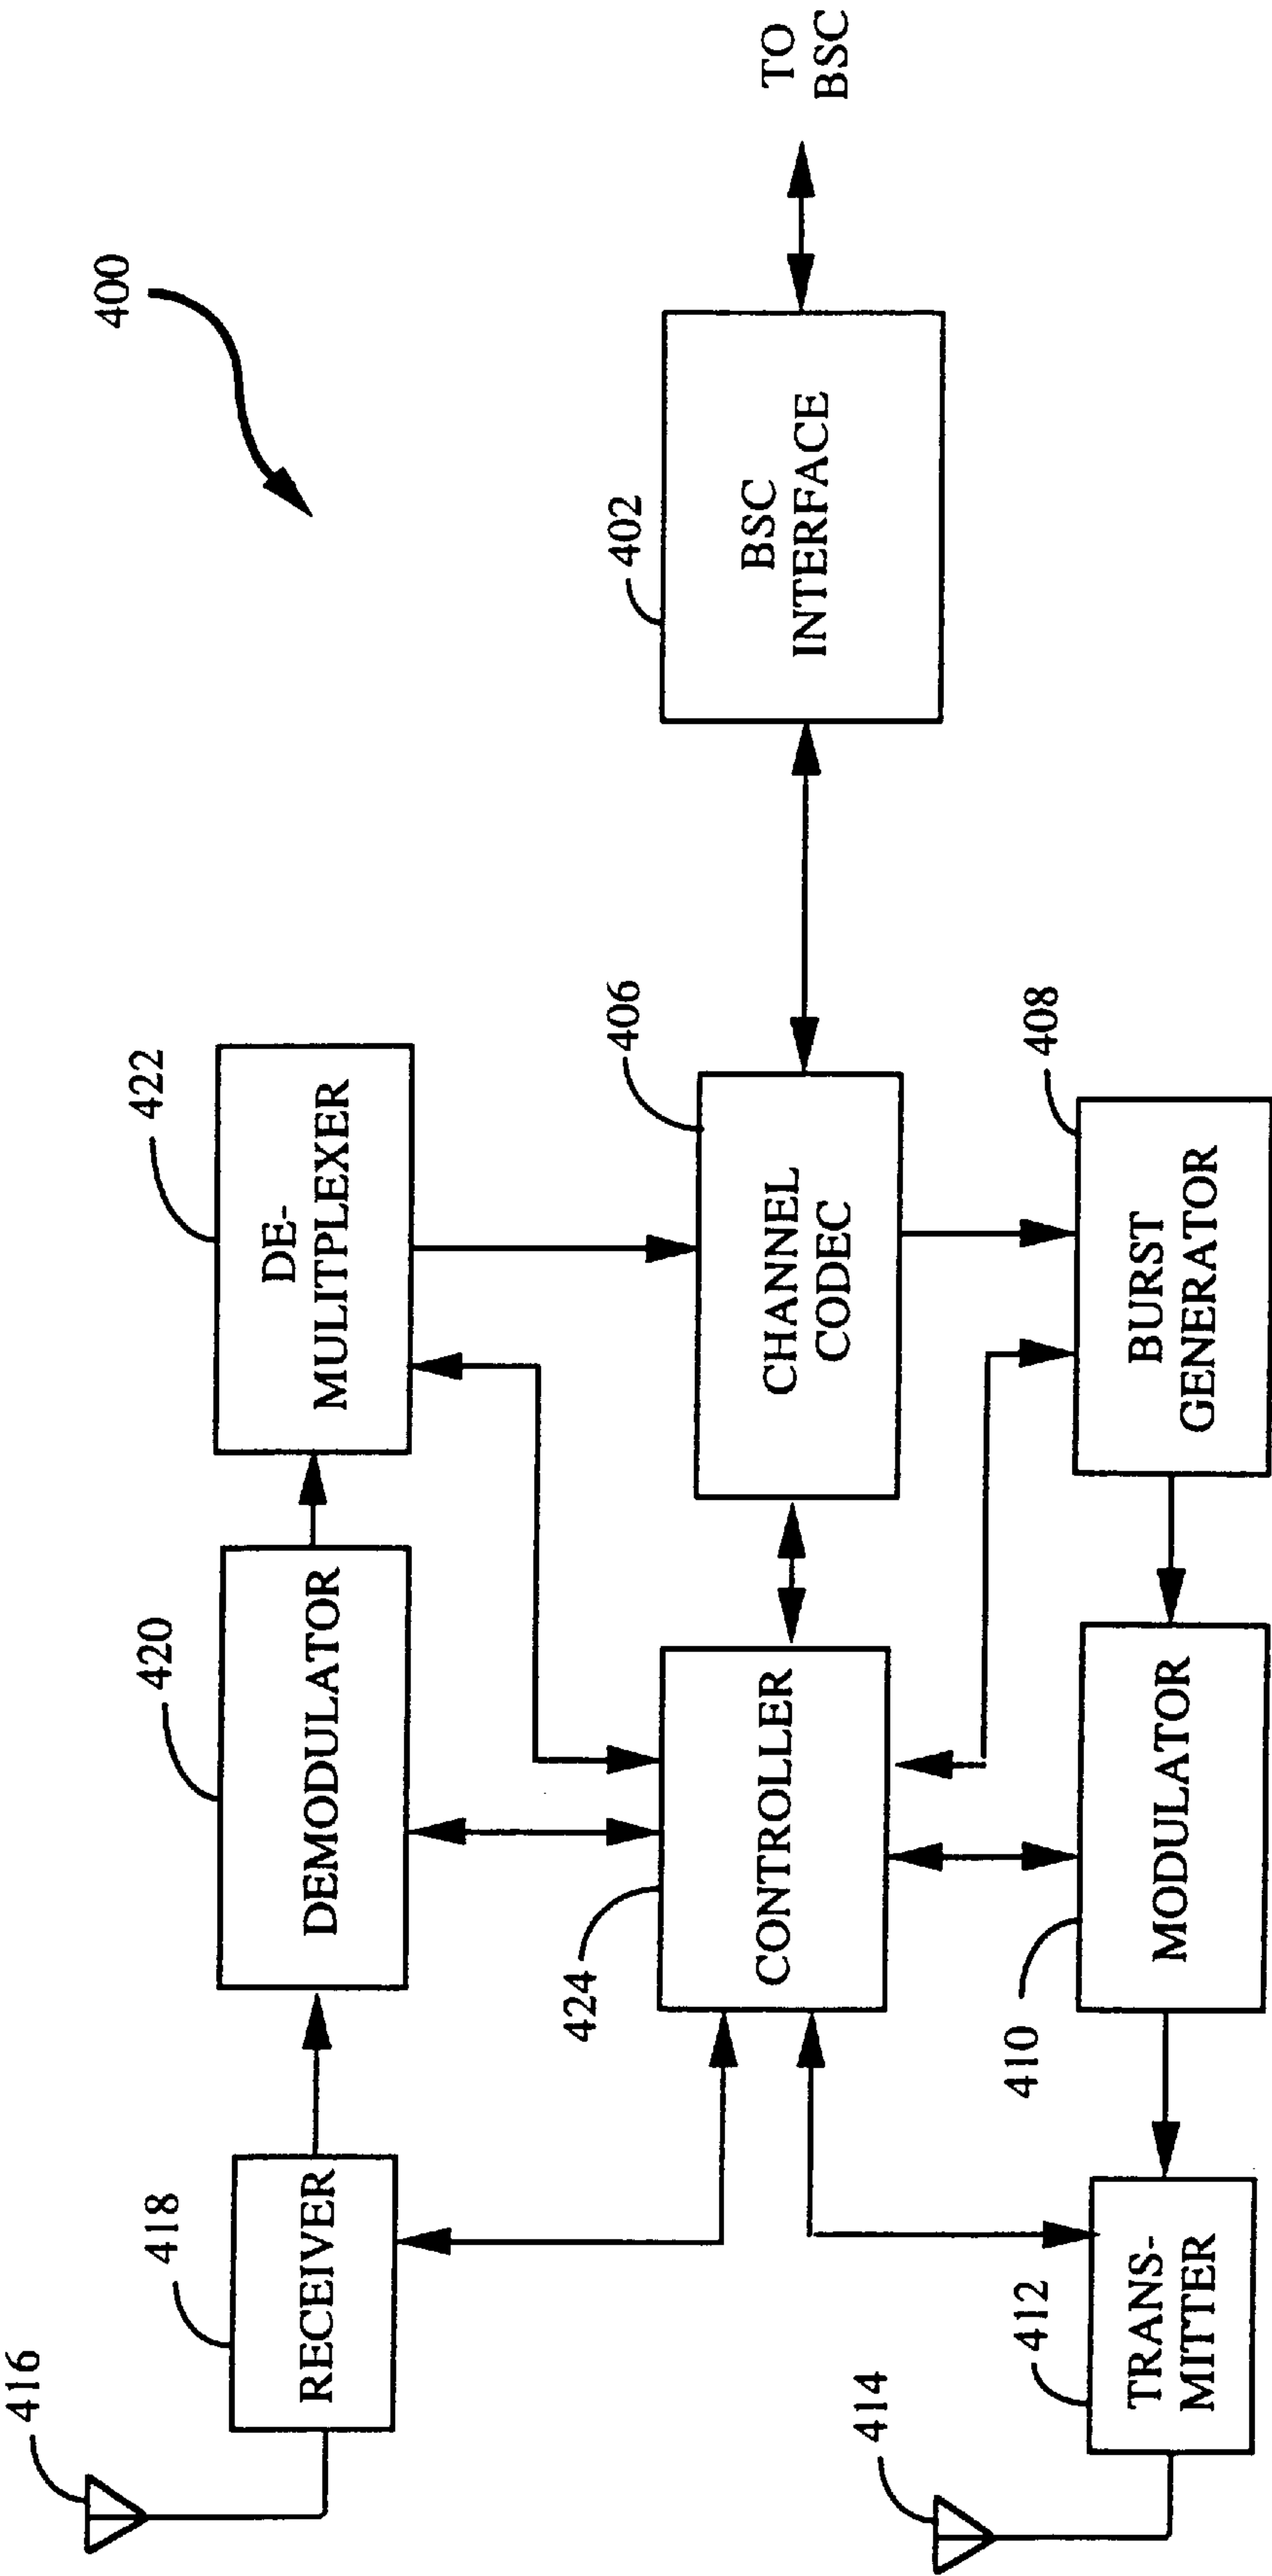 400
416
418
RECEIVER
420
DEMODULATOR
422
DE-
MULITPLEXER
424
CONTROLLER
406
CHANNEL
CODEC
402
BSC
INTERFACE
TO
BSC
414
412
TRANS-
MITTER
410
MODULATOR
408
BURST
GENERATOR